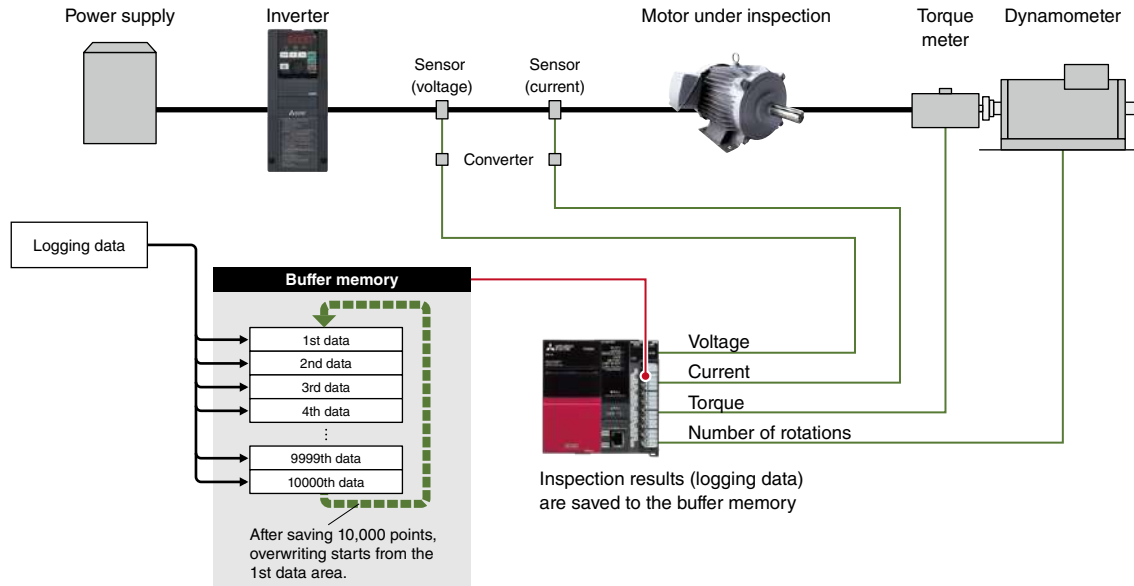 Power supply
Inverter
Motor under inspection
Torque
meter
Dynamometer
Sensor
(voltage)
Sensor
(current)
Converter
Logging data
Buffer memory
1st data
2nd data
3rd data
4th data
⋮
9999th data
10000th data
After saving 10,000 points,
overwriting starts from the
1st data area.
Voltage
Current
Torque
Number of rotations
Inspection results (logging data)
are saved to the buffer memory